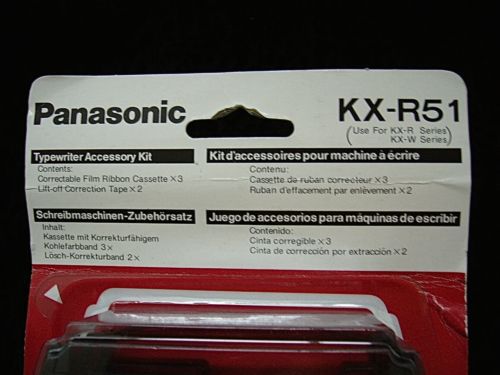 Panasonic
KX-R51
(Use For KX-R Series
KX-W Series)
Typewriter Accessory Kit
Contents:
Correctable Film Ribbon Cassette × 3
Lift-off Correction Tape × 2
Kit d'accessoires pour machine à écrire
Contenu:
Cassette de ruban correcteur × 3
Ruban d'effacement par enlèvement × 2
Schreibmaschinen-Zubehörsatz
Inhalt:
Kassette mit Korrekturfähigem
Kohlefarbband 3×
Lösch-Korrekturband 2×
Juego de accesorios para máquinas de escribir
Contenido:
Cinta corregible × 3
Cinta de corrección por extracción × 2